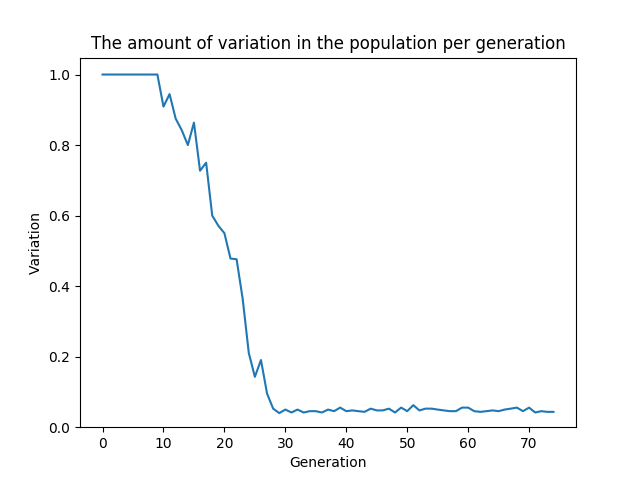 The amount of variation in the population per generation
1.0
0.8
0.6
0.4
0.2
0.0
Variation
0 10 20 30 40 50 60 70
Generation